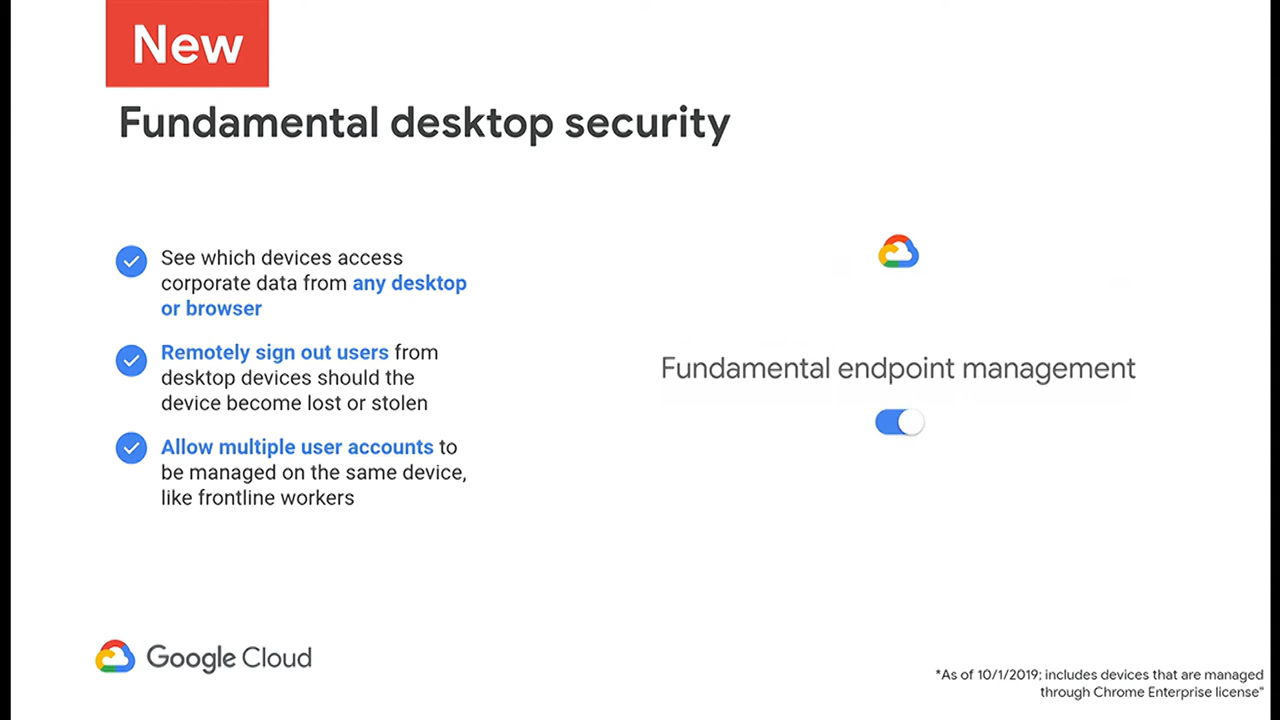 New
Fundamental desktop security
See which devices access
corporate data from any desktop
or browser
Remotely sign out users from
desktop devices should the
device become lost or stolen
Allow multiple user accounts to
be managed on the same device,
like frontline workers
Fundamental endpoint management
Google Cloud
*As of 10/1/2019; includes devices that are managed
through Chrome Enterprise license"